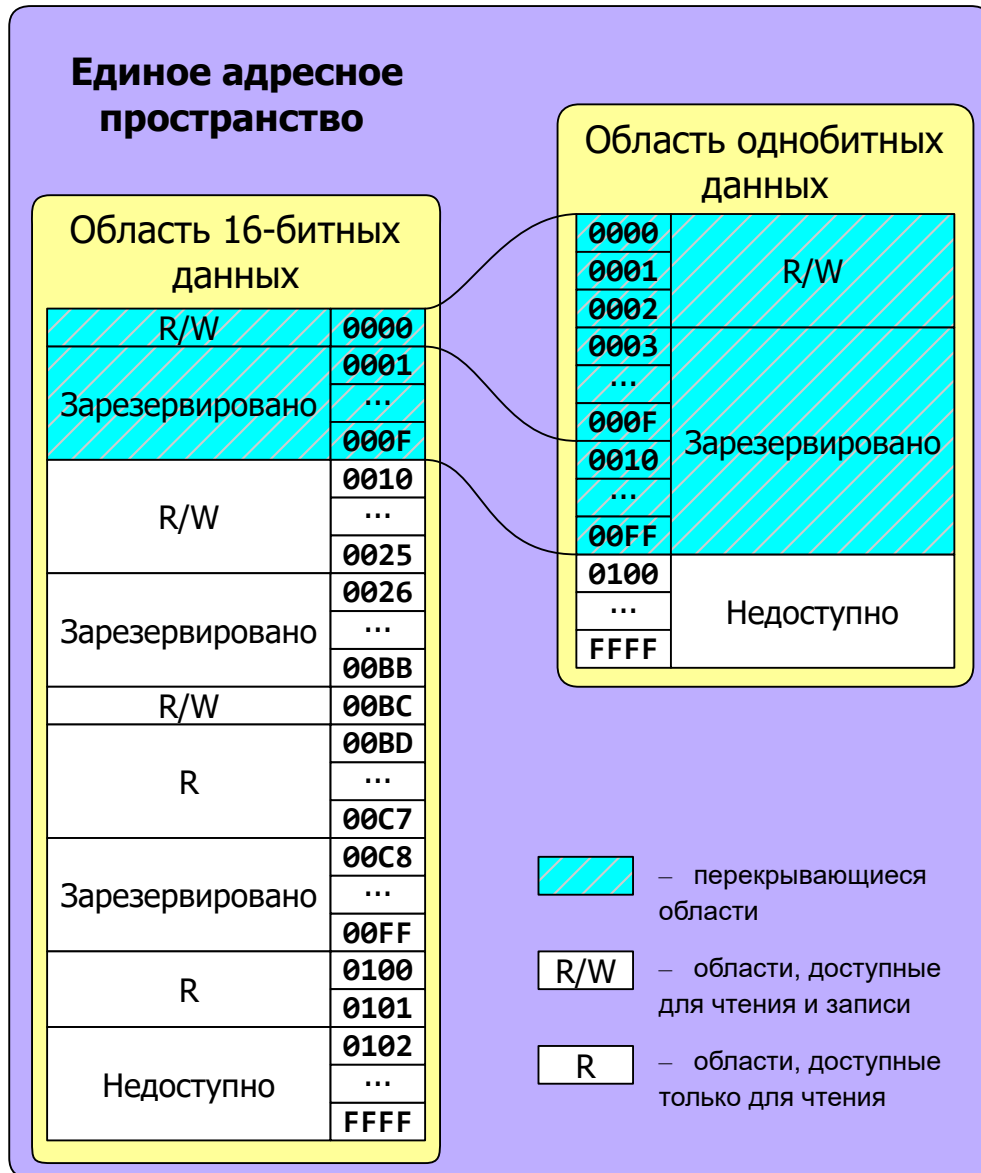 Единое адресное
пространство
Область 16-битных
данных
R/W 0000
Зарезервировано
0001
...
000F
R/W
0010
...
0025
Зарезервировано
0026
...
00BB
R/W 00BC
R
00BD
...
00C7
Зарезервировано
00C8
...
00FF
R
0100
0101
Недоступно
0102
...
FFFF
Область однобитных
данных
0000
0001
0002
R/W
0003
...
000F
0010
...
00FF
Зарезервировано
0100
...
FFFF
Недоступно
– перекрывающиеся
области
R/W – области, доступные
для чтения и записи
R – области, доступные
только для чтения